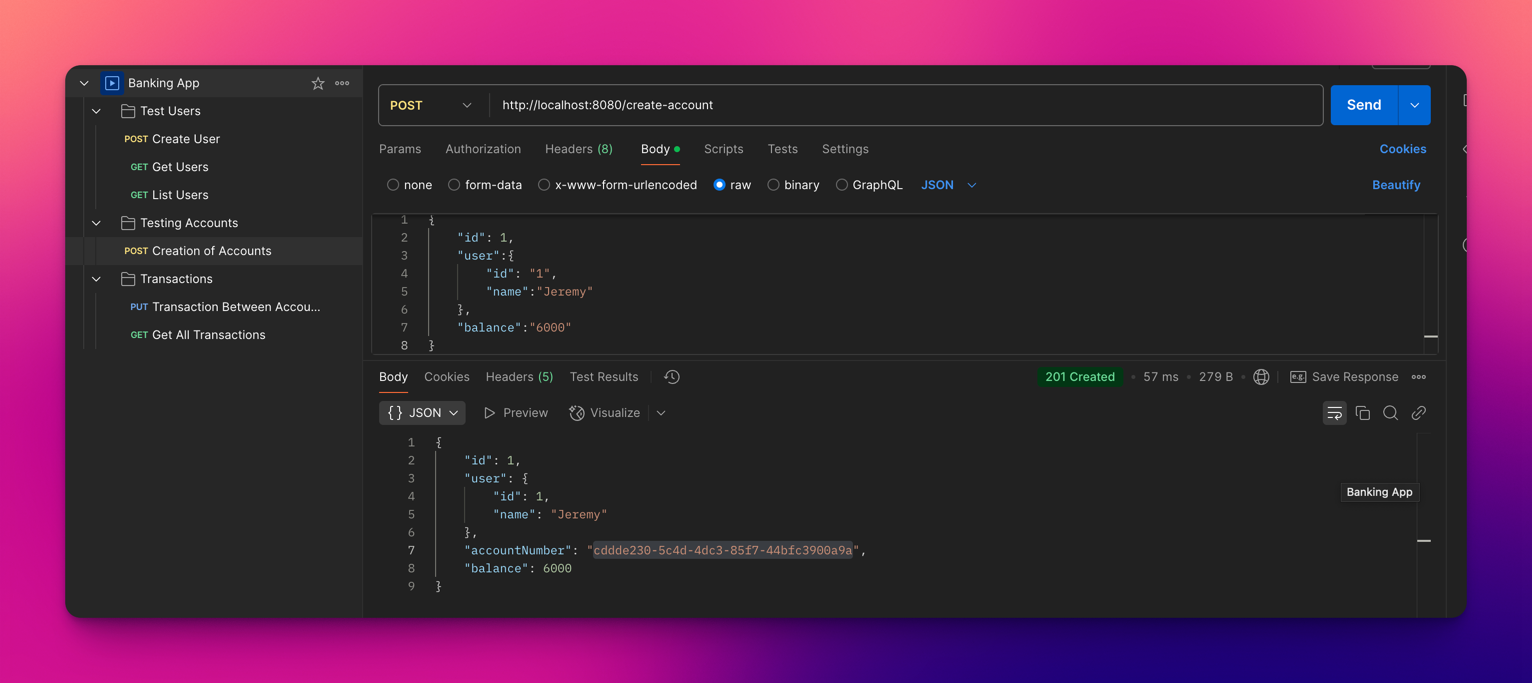 Banking App
Test Users
POST Create User
GET Get Users
GET List Users
Testing Accounts
POST Creation of Accounts
Transactions
PUT Transaction Between Accou...
GET Get All Transactions
POST http://localhost:8080/create-account Send
Params Authorization Headers (8) Body Scripts Tests Settings Cookies
none form-data x-www-form-urlencoded raw binary GraphQL JSON Beautify
1 {
2 "id": 1,
3 "user":{
4 "id": "1",
5 "name":"Jeremy"
6 },
7 "balance":"6000"
8 }
Body Cookies Headers (5) Test Results 201 Created 57 ms 279 B e.g. Save Response
{} JSON Preview Visualize
1 {
2 "id": 1,
3 "user": {
4 "id": 1,
5 "name": "Jeremy"
6 },
7 "accountNumber": "cddde230-5c4d-4dc3-85f7-44bfc3900a9a",
8 "balance": 6000
9 }
Banking App